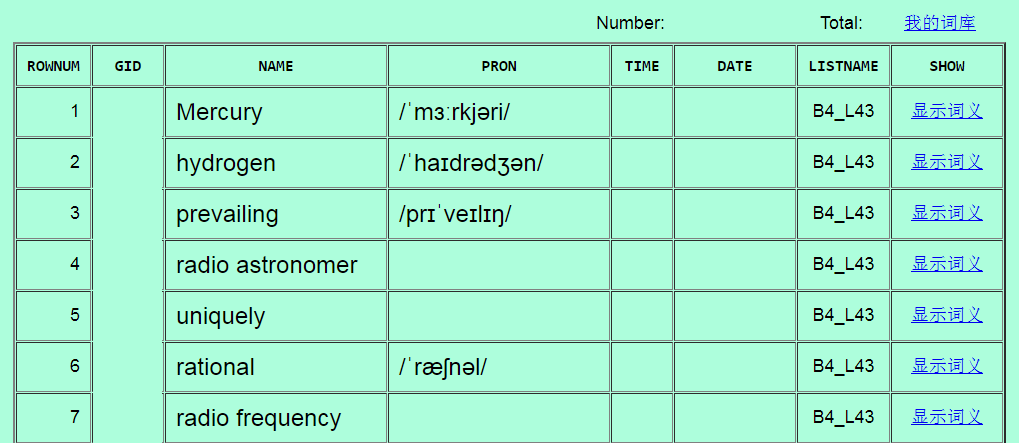 Number: Total: 我的词库
ROWNUM GID NAME PRON TIME DATE LISTNAME SHOW
1 Mercury /ˈmɜːrkjəri/ B4_L43 显示词义
2 hydrogen /ˈhaɪdrədʒən/ B4_L43 显示词义
3 prevailing /prɪˈveɪlɪŋ/ B4_L43 显示词义
4 radio astronomer B4_L43 显示词义
5 uniquely B4_L43 显示词义
6 rational /ˈræʃnəl/ B4_L43 显示词义
7 radio frequency B4_L43 显示词义